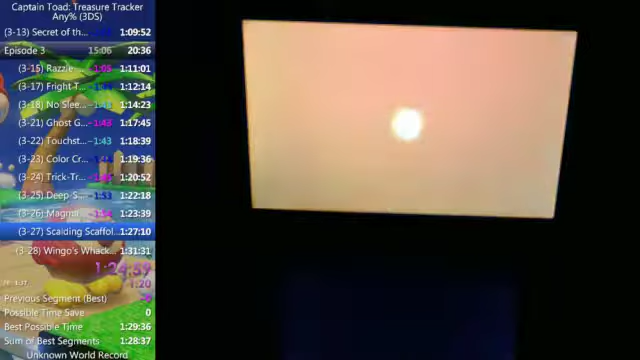 Captain Toad: Treasure Tracker
Any% (3DS)
(3-13) Secret of th... 1:09:52
Episode 3 15:06 20:36
(3-15) Razzle- -1:05 1:11:01
(3-17) Fright T... 1:12:14
(3-18) No Slee... 1:14:23
(3-21) Ghost G... -1:43 1:17:45
(3-22) Touchst... -1:43 1:18:39
(3-23) Color Cr... 1:19:36
(3-24) Trick-Tr... 1:20:52
(3-25) Deep-S... -1:53 1:22:18
(3-26) Magma 1:23:39
(3-27) Scalding Scaffol... 1:27:10
(3-28) Wingo's Whack... 1:31:31
1:24:59
1:20
Previous Segment (Best)
Possible Time Save 0
Best Possible Time 1:29:36
Sum of Best Segments 1:28:37
Unknown World Record